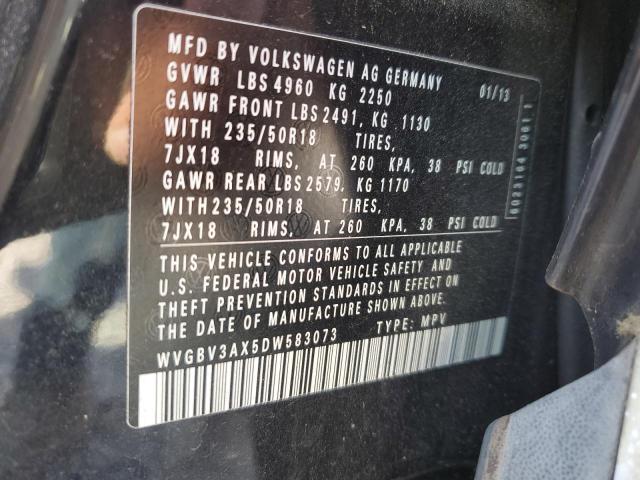 MFD BY VOLKSWAGEN AG GERMANY 01/13
GVWR LBS 4960 KG 2250
GAWR FRONT LBS 2491, KG 1130
WITH 235/50R18 TIRES,
7JX18 RIMS, AT 260 KPA, 38 PSI COLD
GAWR REAR LBS 2579, KG 1170
WITH 235/50R18 TIRES,
7JX18 RIMS, AT 260 KPA, 38 PSI COLD
THIS VEHICLE CONFORMS TO ALL APPLICABLE
U.S. FEDERAL MOTOR VEHICLE SAFETY AND
THEFT PREVENTION STANDARDS IN EFFECT ON
THE DATE OF MANUFACTURE SHOWN ABOVE.
WVGBV3AX5DW583073 TYPE: MPV
6023164 3061 1